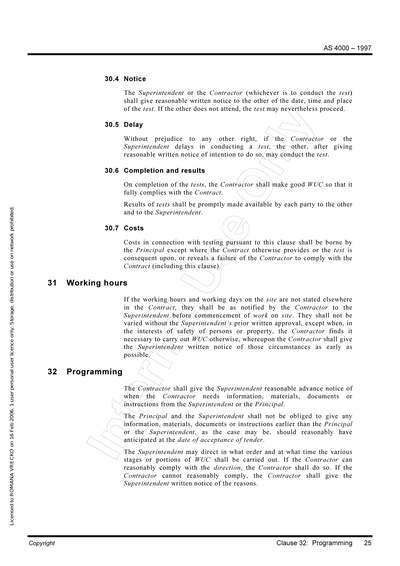 AS 4000 – 1997
30.4 Notice
The Superintendent or the Contractor (whichever is to conduct the test)
shall give reasonable written notice to the other of the date, time and place
of the test. If the other does not attend, the test may nevertheless proceed.
30.5 Delay
Without prejudice to any other right, if the Contractor or the
Superintendent delays in conducting a test, the other, after giving
reasonable written notice of intention to do so, may conduct the test.
30.6 Completion and results
On completion of the tests, the Contractor shall make good WUC so that it
fully complies with the Contract.
Results of tests shall be promptly made available by each party to the other
and to the Superintendent.
30.7 Costs
Costs in connection with testing pursuant to this clause shall be borne by
the Principal except where the Contract otherwise provides or the test is
consequent upon, or reveals a failure of the Contractor to comply with the
Contract (including this clause).
31 Working hours
If the working hours and working days on the site are not stated elsewhere
in the Contract, they shall be as notified by the Contractor to the
Superintendent before commencement of work on site. They shall not be
varied without the Superintendent's prior written approval, except when, in
the interests of safety of persons or property, the Contractor finds it
necessary to carry out WUC otherwise, whereupon the Contractor shall give
the Superintendent written notice of those circumstances as early as
possible.
32 Programming
The Contractor shall give the Superintendent reasonable advance notice of
when the Contractor needs information, materials, documents or
instructions from the Superintendent or the Principal.
The Principal and the Superintendent shall not be obliged to give any
information, materials, documents or instructions earlier than the Principal
or the Superintendent, as the case may be, should reasonably have
anticipated at the date of acceptance of tender.
The Superintendent may direct in what order and at what time the various
stages or portions of WUC shall be carried out. If the Contractor can
reasonably comply with the direction, the Contractor shall do so. If the
Contractor cannot reasonably comply, the Contractor shall give the
Superintendent written notice of the reasons.
Licensed to ROMANA VRECKO on 16 Feb 2006. 1 user personal user licence only. Storage, distribution or use on network prohibited.
Copyright
Clause 32: Programming 25